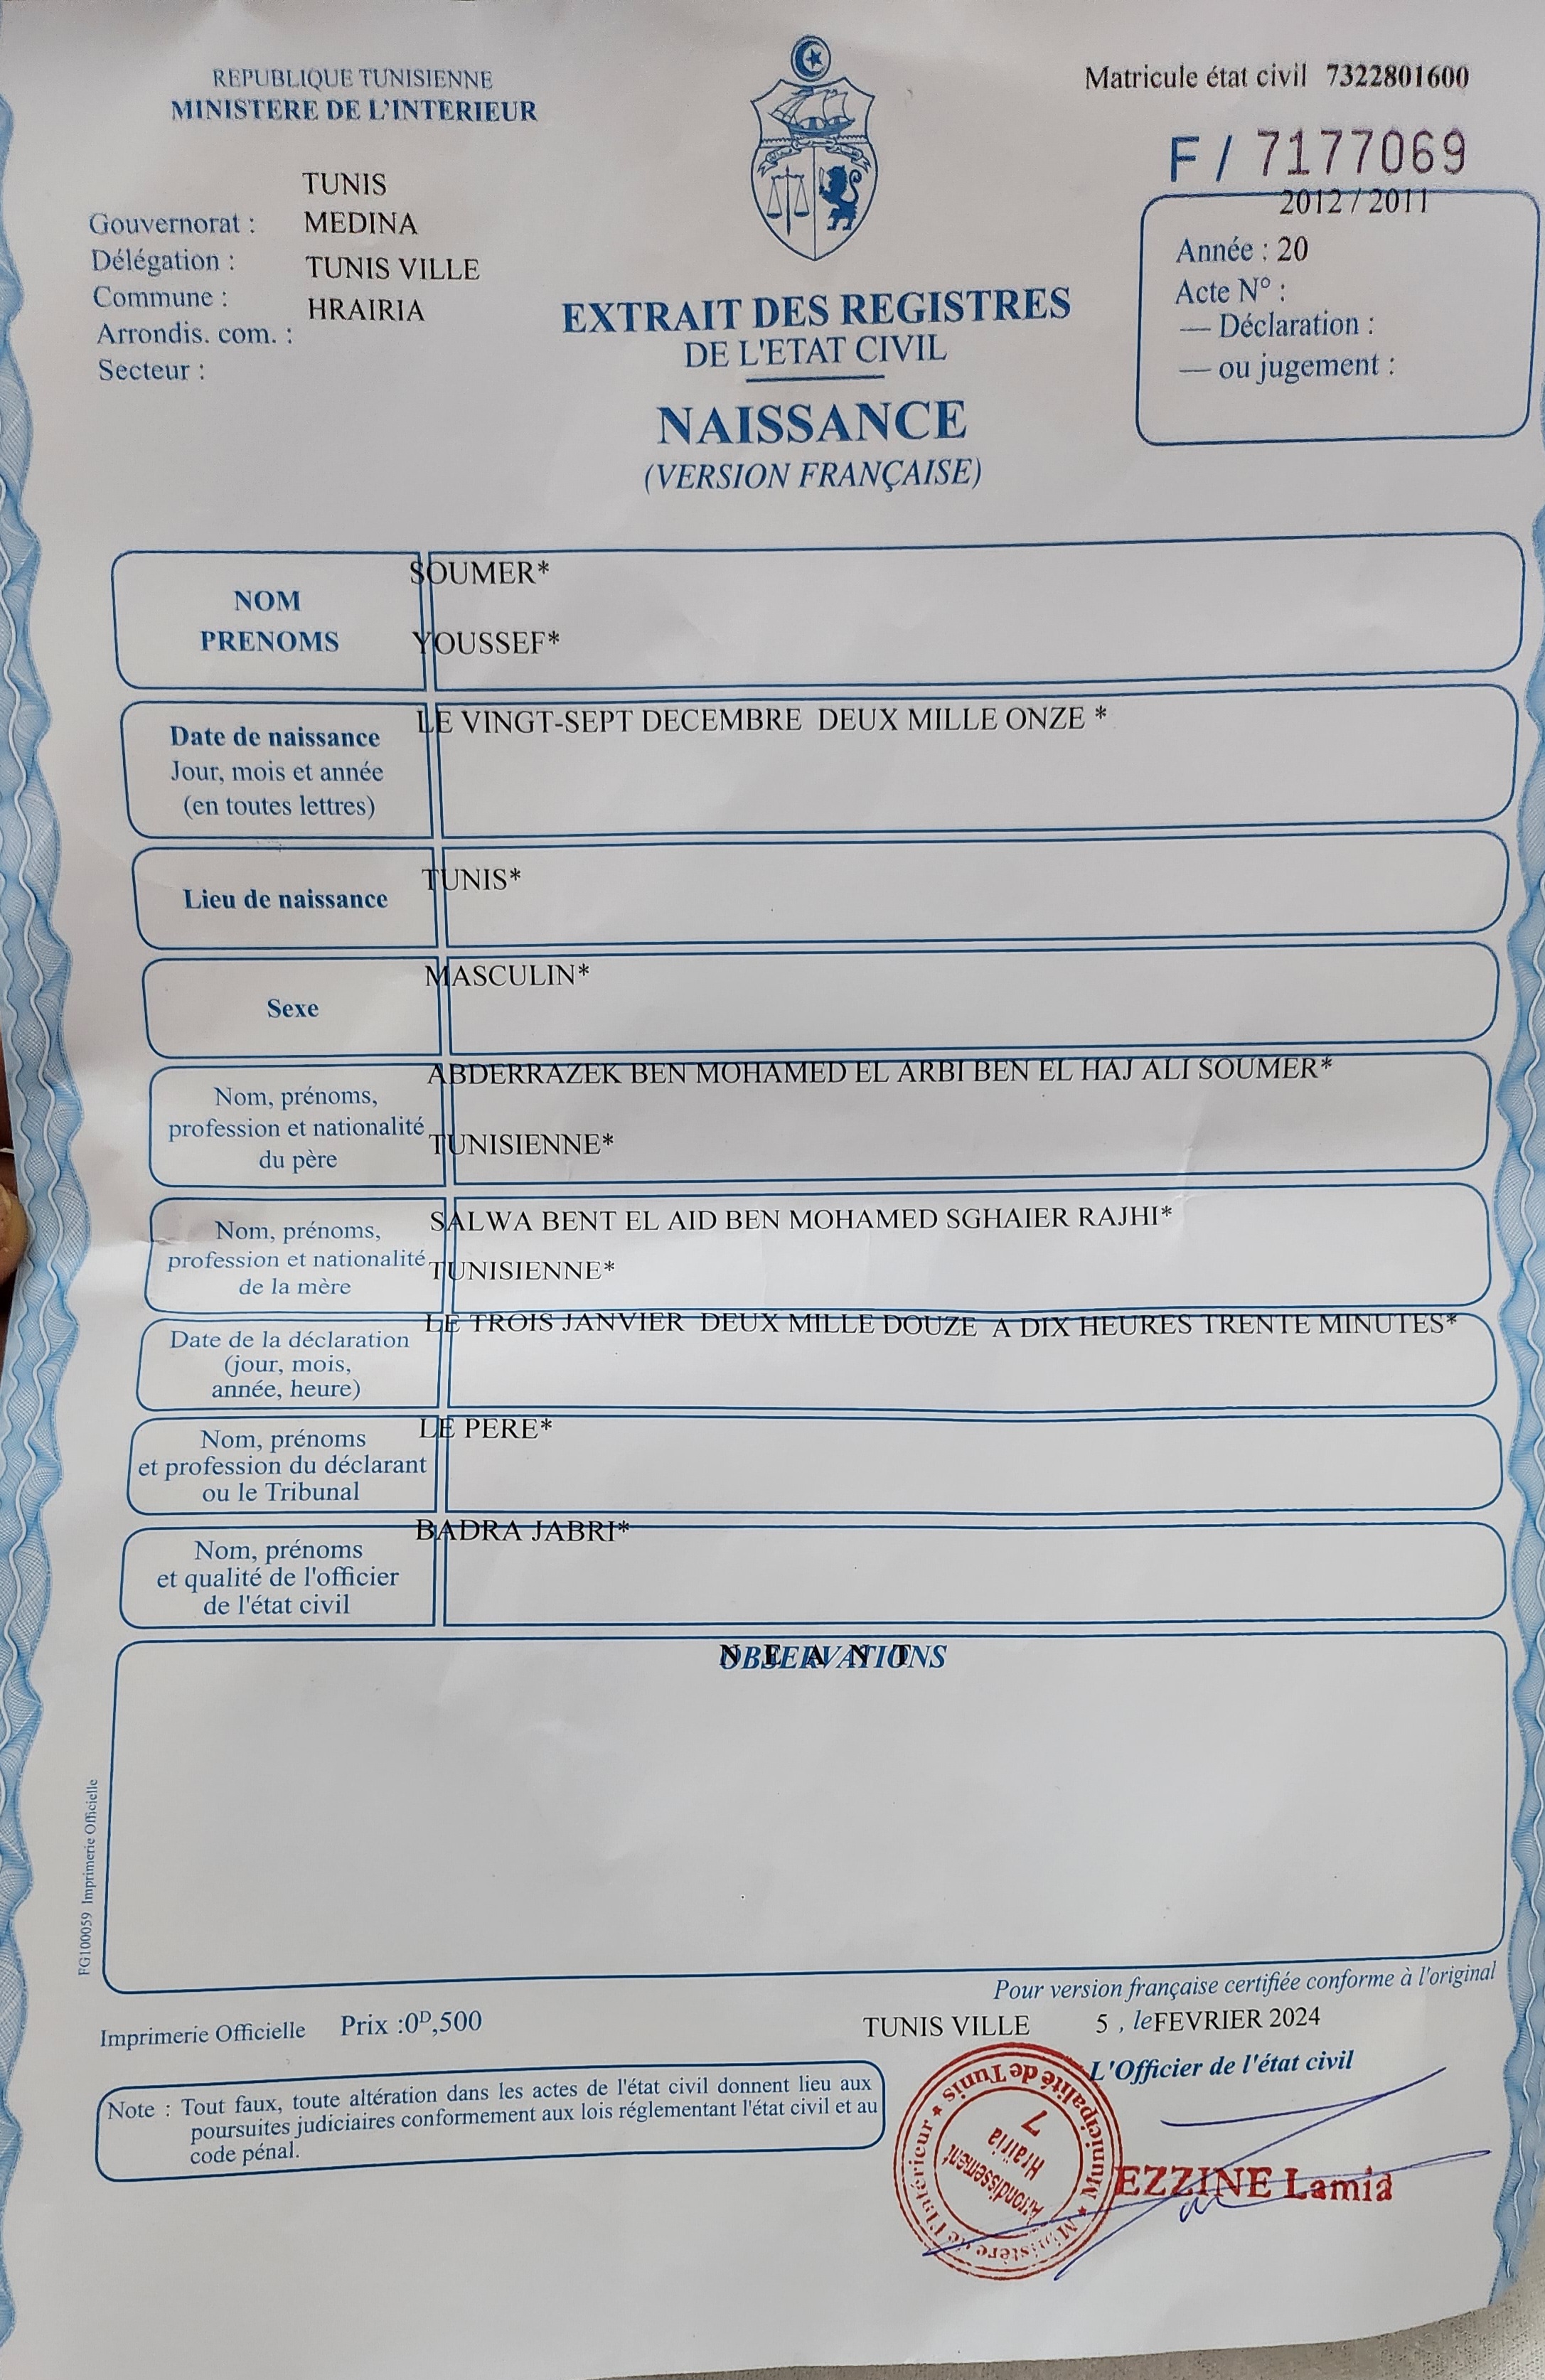 REPUBLIQUE TUNISIENNE
MINISTERE DE L'INTERIEUR
Matricule état civil 7322801600
F / 7177069
2012 / 2011
TUNIS
Gouvernorat : MEDINA
Délégation : TUNIS VILLE
Commune : HRAIRIA
Arrondis. com. :
Secteur :
Année : 20
Acte N° :
— Déclaration :
— ou jugement :
EXTRAIT DES REGISTRES
DE L'ETAT CIVIL
NAISSANCE
(VERSION FRANÇAISE)
NOM SOUMER*
PRENOMS YOUSSEF*
Date de naissance LE VINGT-SEPT DECEMBRE DEUX MILLE ONZE *
Jour, mois et année
(en toutes lettres)
Lieu de naissance TUNIS*
Sexe MASCULIN*
ABDERRAZEK BEN MOHAMED EL ARBI BEN EL HAJ ALI SOUMER*
Nom, prénoms,
profession et nationalité TUNISIENNE*
du père
SALWA BENT EL AID BEN MOHAMED SGHAIER RAJHI*
Nom, prénoms,
profession et nationalité TUNISIENNE*
de la mère
LE TROIS JANVIER DEUX MILLE DOUZE A DIX HEURES TRENTE MINUTES*
Date de la déclaration
(jour, mois,
année, heure)
LE PERE*
Nom, prénoms
et profession du déclarant
ou le Tribunal
BADRA JABRI*
Nom, prénoms
et qualité de l'officier
de l'état civil
OBSERVATIONS
N E A N T
FG100059 Imprimerie Officielle
Pour version française certifiée conforme à l'original
Imprimerie Officielle Prix :0ᴰ,500
TUNIS VILLE 5 , le FEVRIER 2024
L'Officier de l'état civil
Note : Tout faux, toute altération dans les actes de l'état civil donnent lieu aux
poursuites judiciaires conformement aux lois réglementant l'état civil et au
code pénal.
Ministère de l'Intérieur * Municipalité de Tunis *
Arrondissement
Hrairia
7
EZZINE Lamia